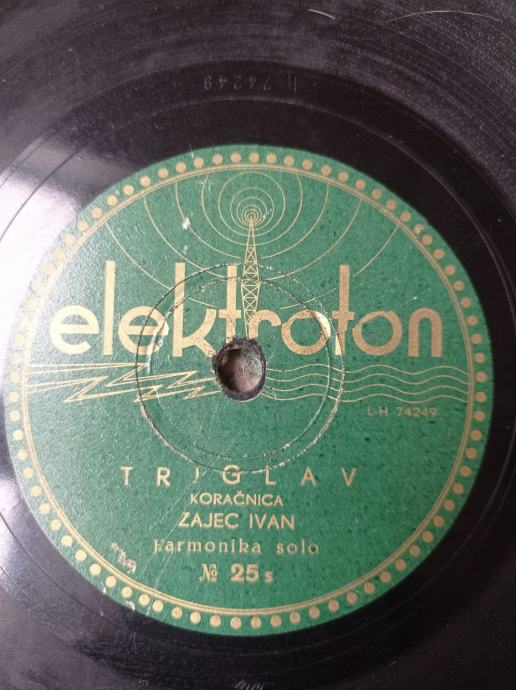 H 74249
elektroton
L-H 74249
TRIGLAV
KORAČNICA
ZAJEC IVAN
Harmonika solo
№ 25 s